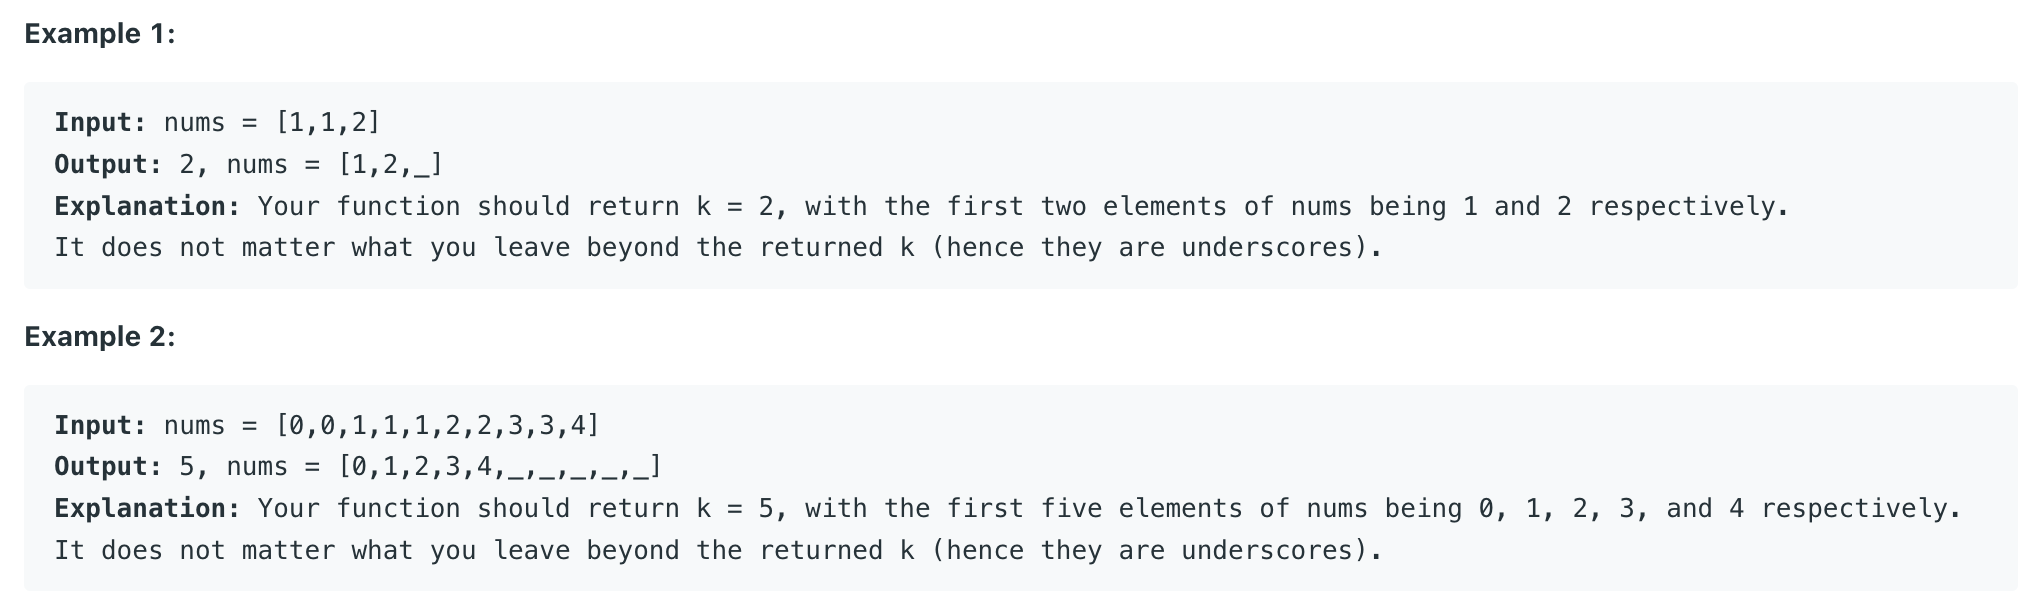 Example 1:
Input: nums = [1,1,2]
Output: 2, nums = [1,2,_]
Explanation: Your function should return k = 2, with the first two elements of nums being 1 and 2 respectively.
It does not matter what you leave beyond the returned k (hence they are underscores).
Example 2:
Input: nums = [0,0,1,1,1,2,2,3,3,4]
Output: 5, nums = [0,1,2,3,4,_,_,_,_,_]
Explanation: Your function should return k = 5, with the first five elements of nums being 0, 1, 2, 3, and 4 respectively.
It does not matter what you leave beyond the returned k (hence they are underscores).